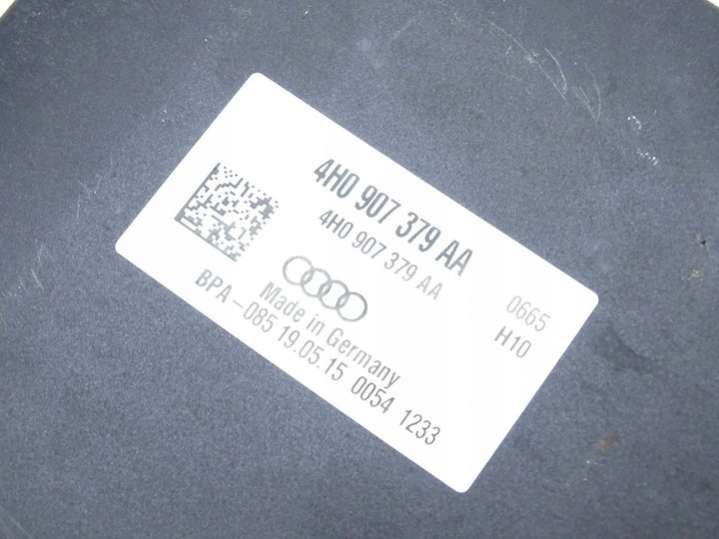 4H0 907 379 AA
4H0 907 379 AA
0665
H10
Made in Germany
BPA-085 19.05.15 0054 1233